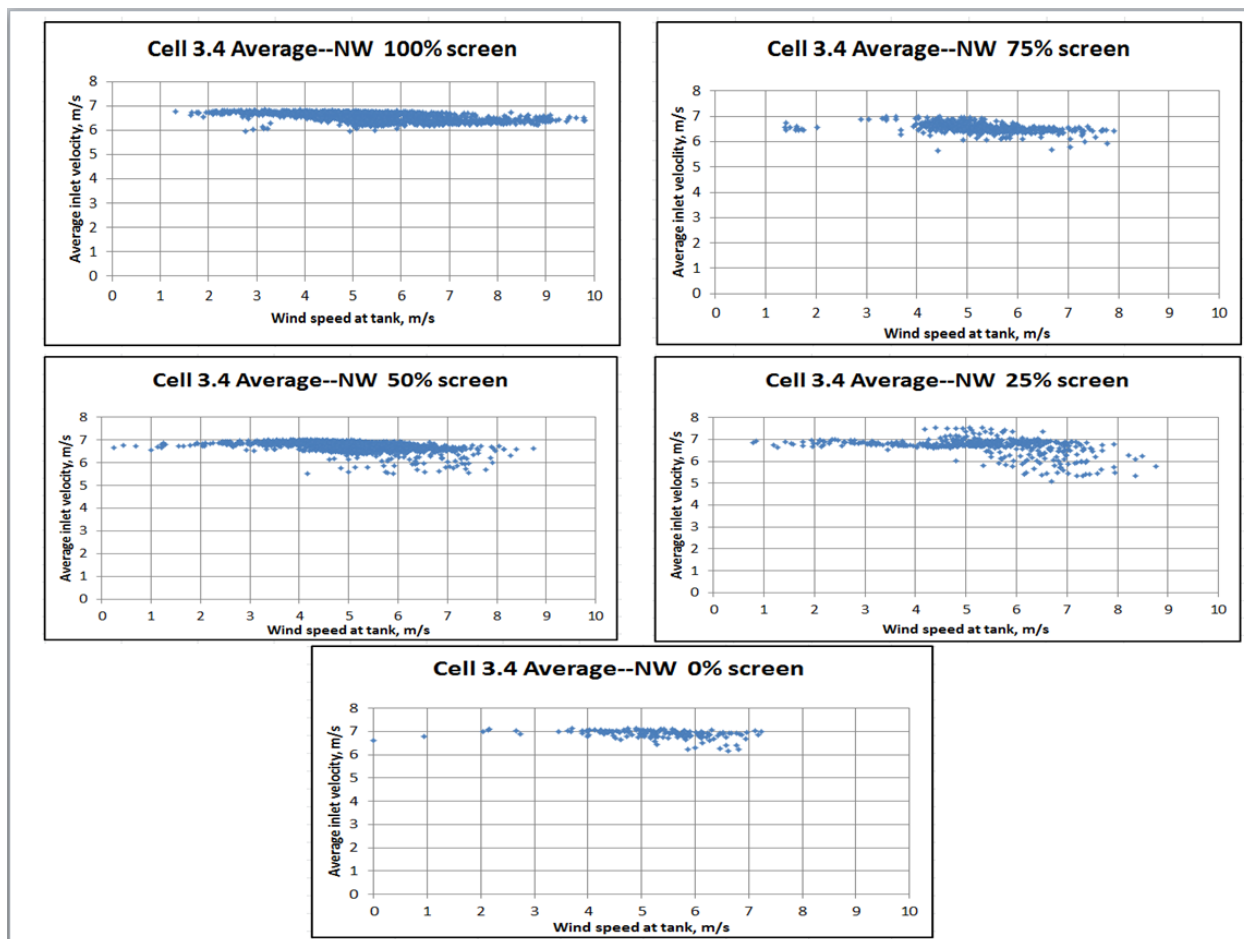 Cell 3.4 Average--NW 100% screen
Average inlet velocity, m/s
8
7
6
5
4
3
2
1
0
0 1 2 3 4 5 6 7 8 9 10
Wind speed at tank, m/s
Cell 3.4 Average--NW 75% screen
Average inlet velocity, m/s
8
7
6
5
4
3
2
1
0
0 1 2 3 4 5 6 7 8 9 10
Wind speed at tank, m/s
Cell 3.4 Average--NW 50% screen
Average inlet velocity, m/s
8
7
6
5
4
3
2
1
0
0 1 2 3 4 5 6 7 8 9 10
Wind speed at tank, m/s
Cell 3.4 Average--NW 25% screen
Average inlet velocity, m/s
8
7
6
5
4
3
2
1
0
0 1 2 3 4 5 6 7 8 9 10
Wind speed at tank, m/s
Cell 3.4 Average--NW 0% screen
Average inlet velocity, m/s
8
7
6
5
4
3
2
1
0
0 1 2 3 4 5 6 7 8 9 10
Wind speed at tank, m/s